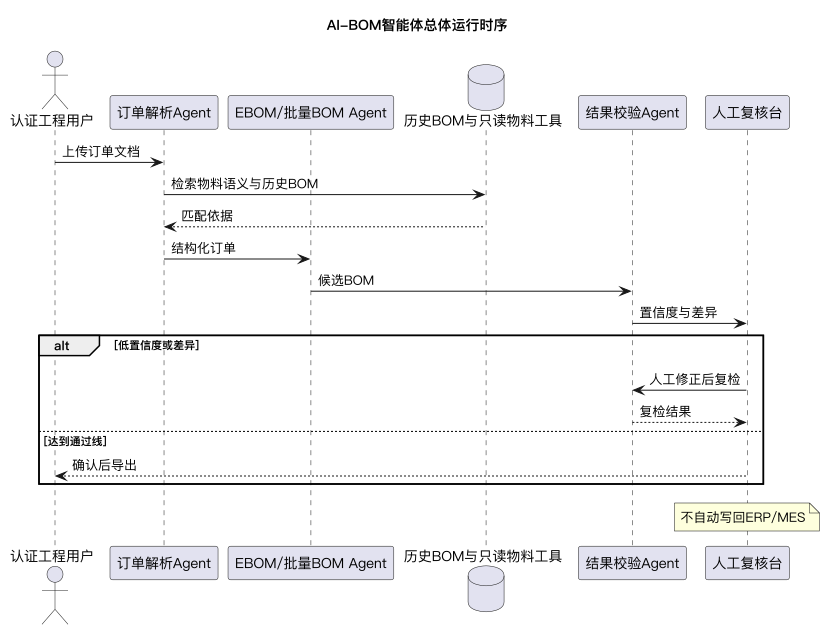 AI-BOM智能体总体运行时序
认证工程用户
订单解析Agent
EBOM/批量BOM Agent
历史BOM与只读物料工具
结果校验Agent
人工复核台
上传订单文档
检索物料语义与历史BOM
匹配依据
结构化订单
候选BOM
置信度与差异
alt
[低置信度或差异]
人工修正后复检
复检结果
[达到通过线]
确认后导出
不自动写回ERP/MES
认证工程用户
订单解析Agent
EBOM/批量BOM Agent
历史BOM与只读物料工具
结果校验Agent
人工复核台